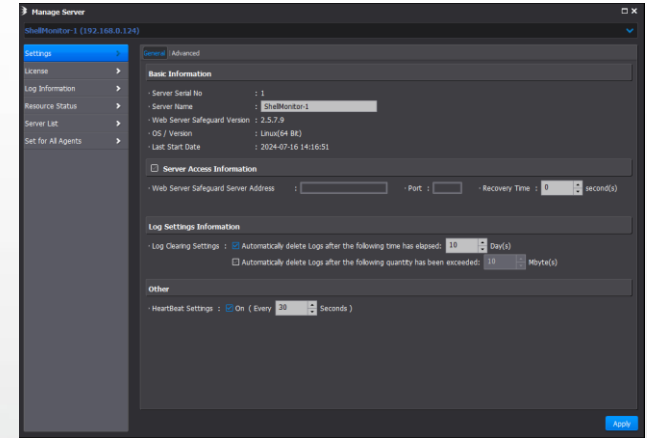 Manage Server
ShellMonitor-1 (192.168.0.124)
Settings
License
Log Information
Resource Status
Server List
Set for All Agents
General | Advanced
Basic Information
· Server Serial No : 1
· Server Name : ShellMonitor-1
· Web Server Safeguard Version : 2.5.7.9
· OS / Version : Linux(64 Bit)
· Last Start Date : 2024-07-16 14:16:51
Server Access Information
· Web Server Safeguard Server Address : · Port : · Recovery Time : 0 second(s)
Log Settings Information
· Log Clearing Settings : Automatically delete Logs after the following time has elapsed: 10 Day(s)
Automatically delete Logs after the following quantity has been exceeded: 10 Mbyte(s)
Other
· HeartBeat Settings : On ( Every 30 Seconds )
Apply